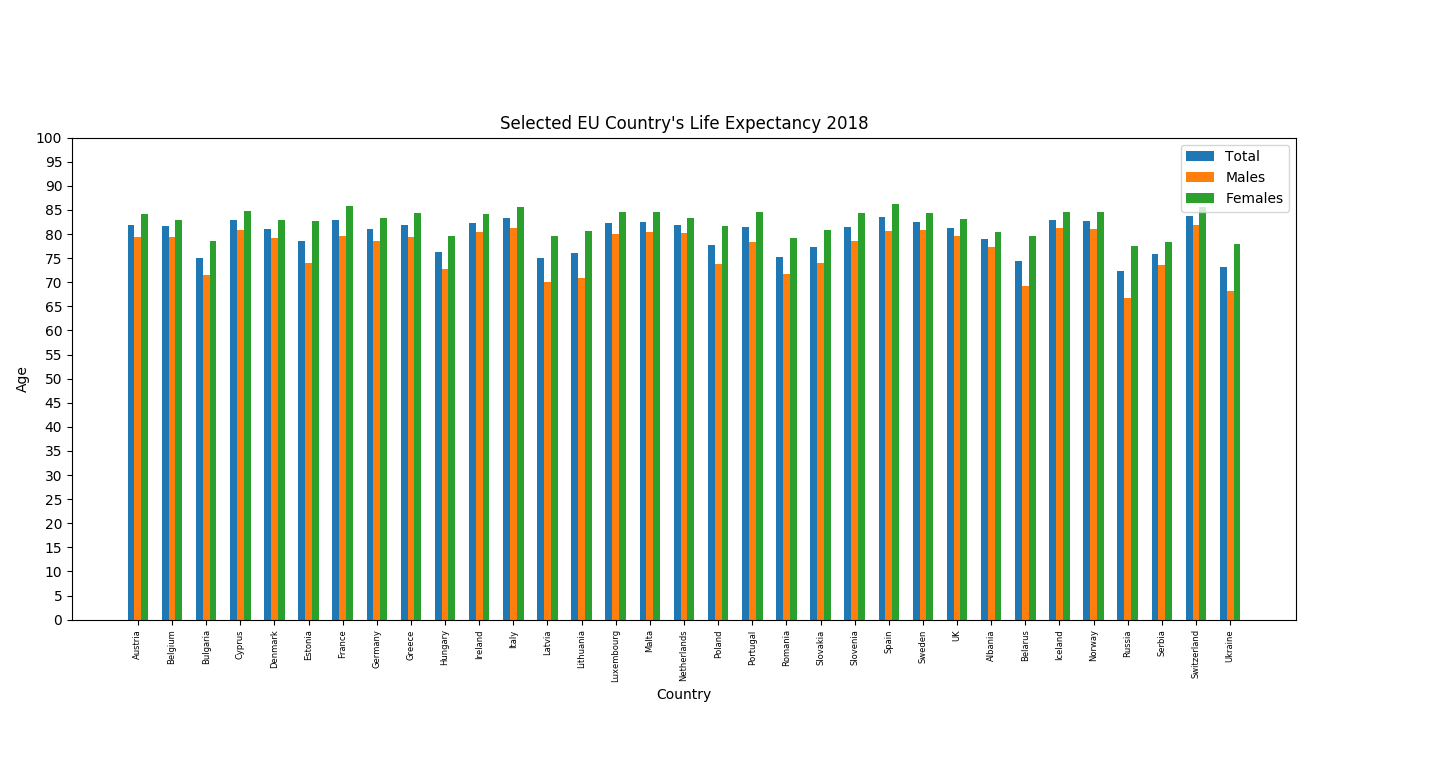 Selected EU Country's Life Expectancy 2018
Total
Males
Females
100
95
90
85
80
75
70
65
60
55
50
45
40
35
30
25
20
15
10
5
0
Age
Austria
Belgium
Bulgaria
Cyprus
Denmark
Estonia
France
Germany
Greece
Hungary
Ireland
Italy
Latvia
Lithuania
Luxembourg
Malta
Netherlands
Poland
Portugal
Romania
Slovakia
Slovenia
Spain
Sweden
UK
Albania
Belarus
Iceland
Norway
Russia
Serbia
Switzerland
Ukraine
Country